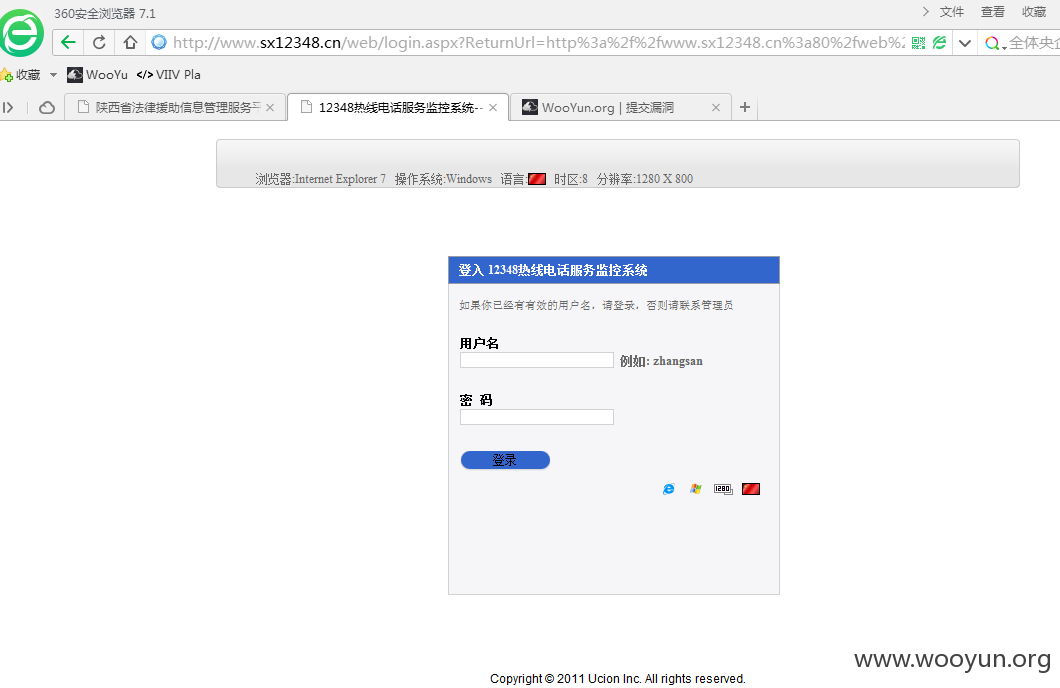 360安全浏览器 7.1
文件 查看 收藏
http://www.sx12348.cn/web/login.aspx?ReturnUrl=http%3a%2f%2fwww.sx12348.cn%3a80%2fweb%2
全体央企
收藏 WooYu </> VIIV Pla
陕西省法律援助信息管理服务平
12348热线电话服务监控系统--
WooYun.org | 提交漏洞
浏览器:Internet Explorer 7 操作系统:Windows 语言: 时区:8 分辨率:1280 X 800
登入 12348热线电话服务监控系统
如果你已经有有效的用户名，请登录，否则请联系管理员
用户名
例如: zhangsan
密 码
登录
1280
www.wooyun.org
Copyright © 2011 Ucion Inc. All rights reserved.